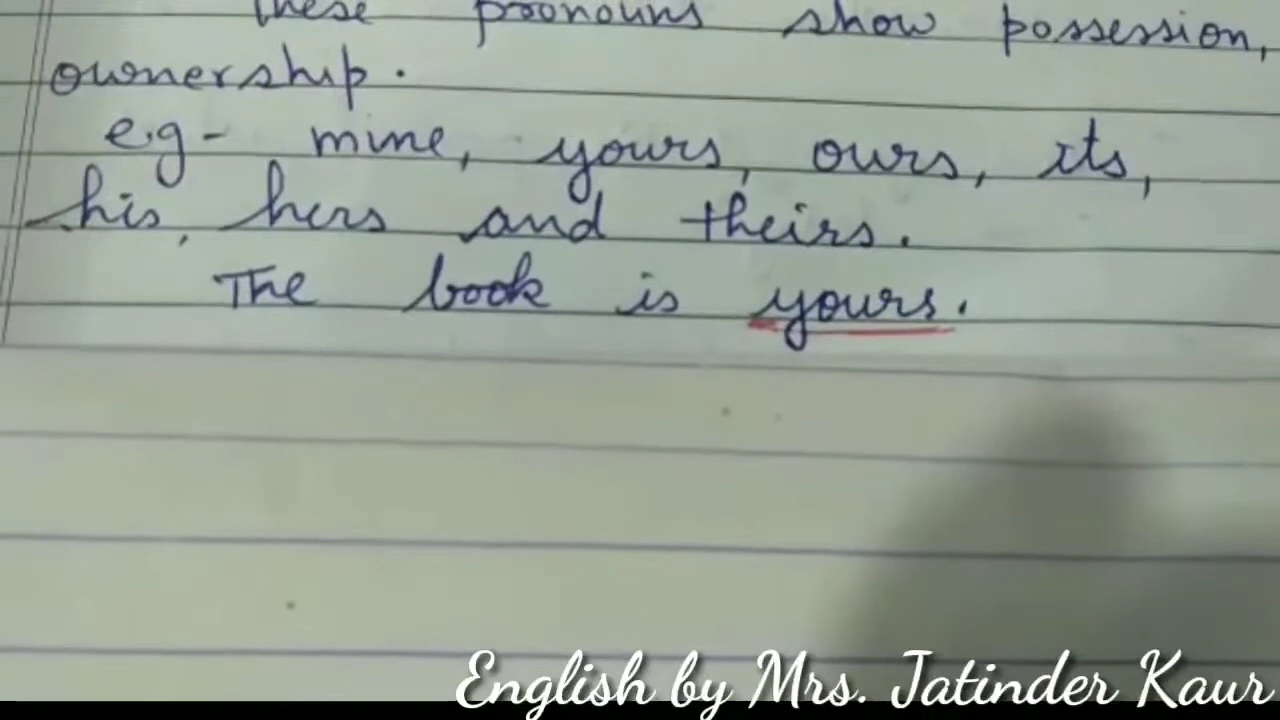 These pronouns show possession,
ownership.
e.g- mine, yours, ours, its,
his, hers and theirs.
The book is yours.
English by Mrs. Jatinder Kaur